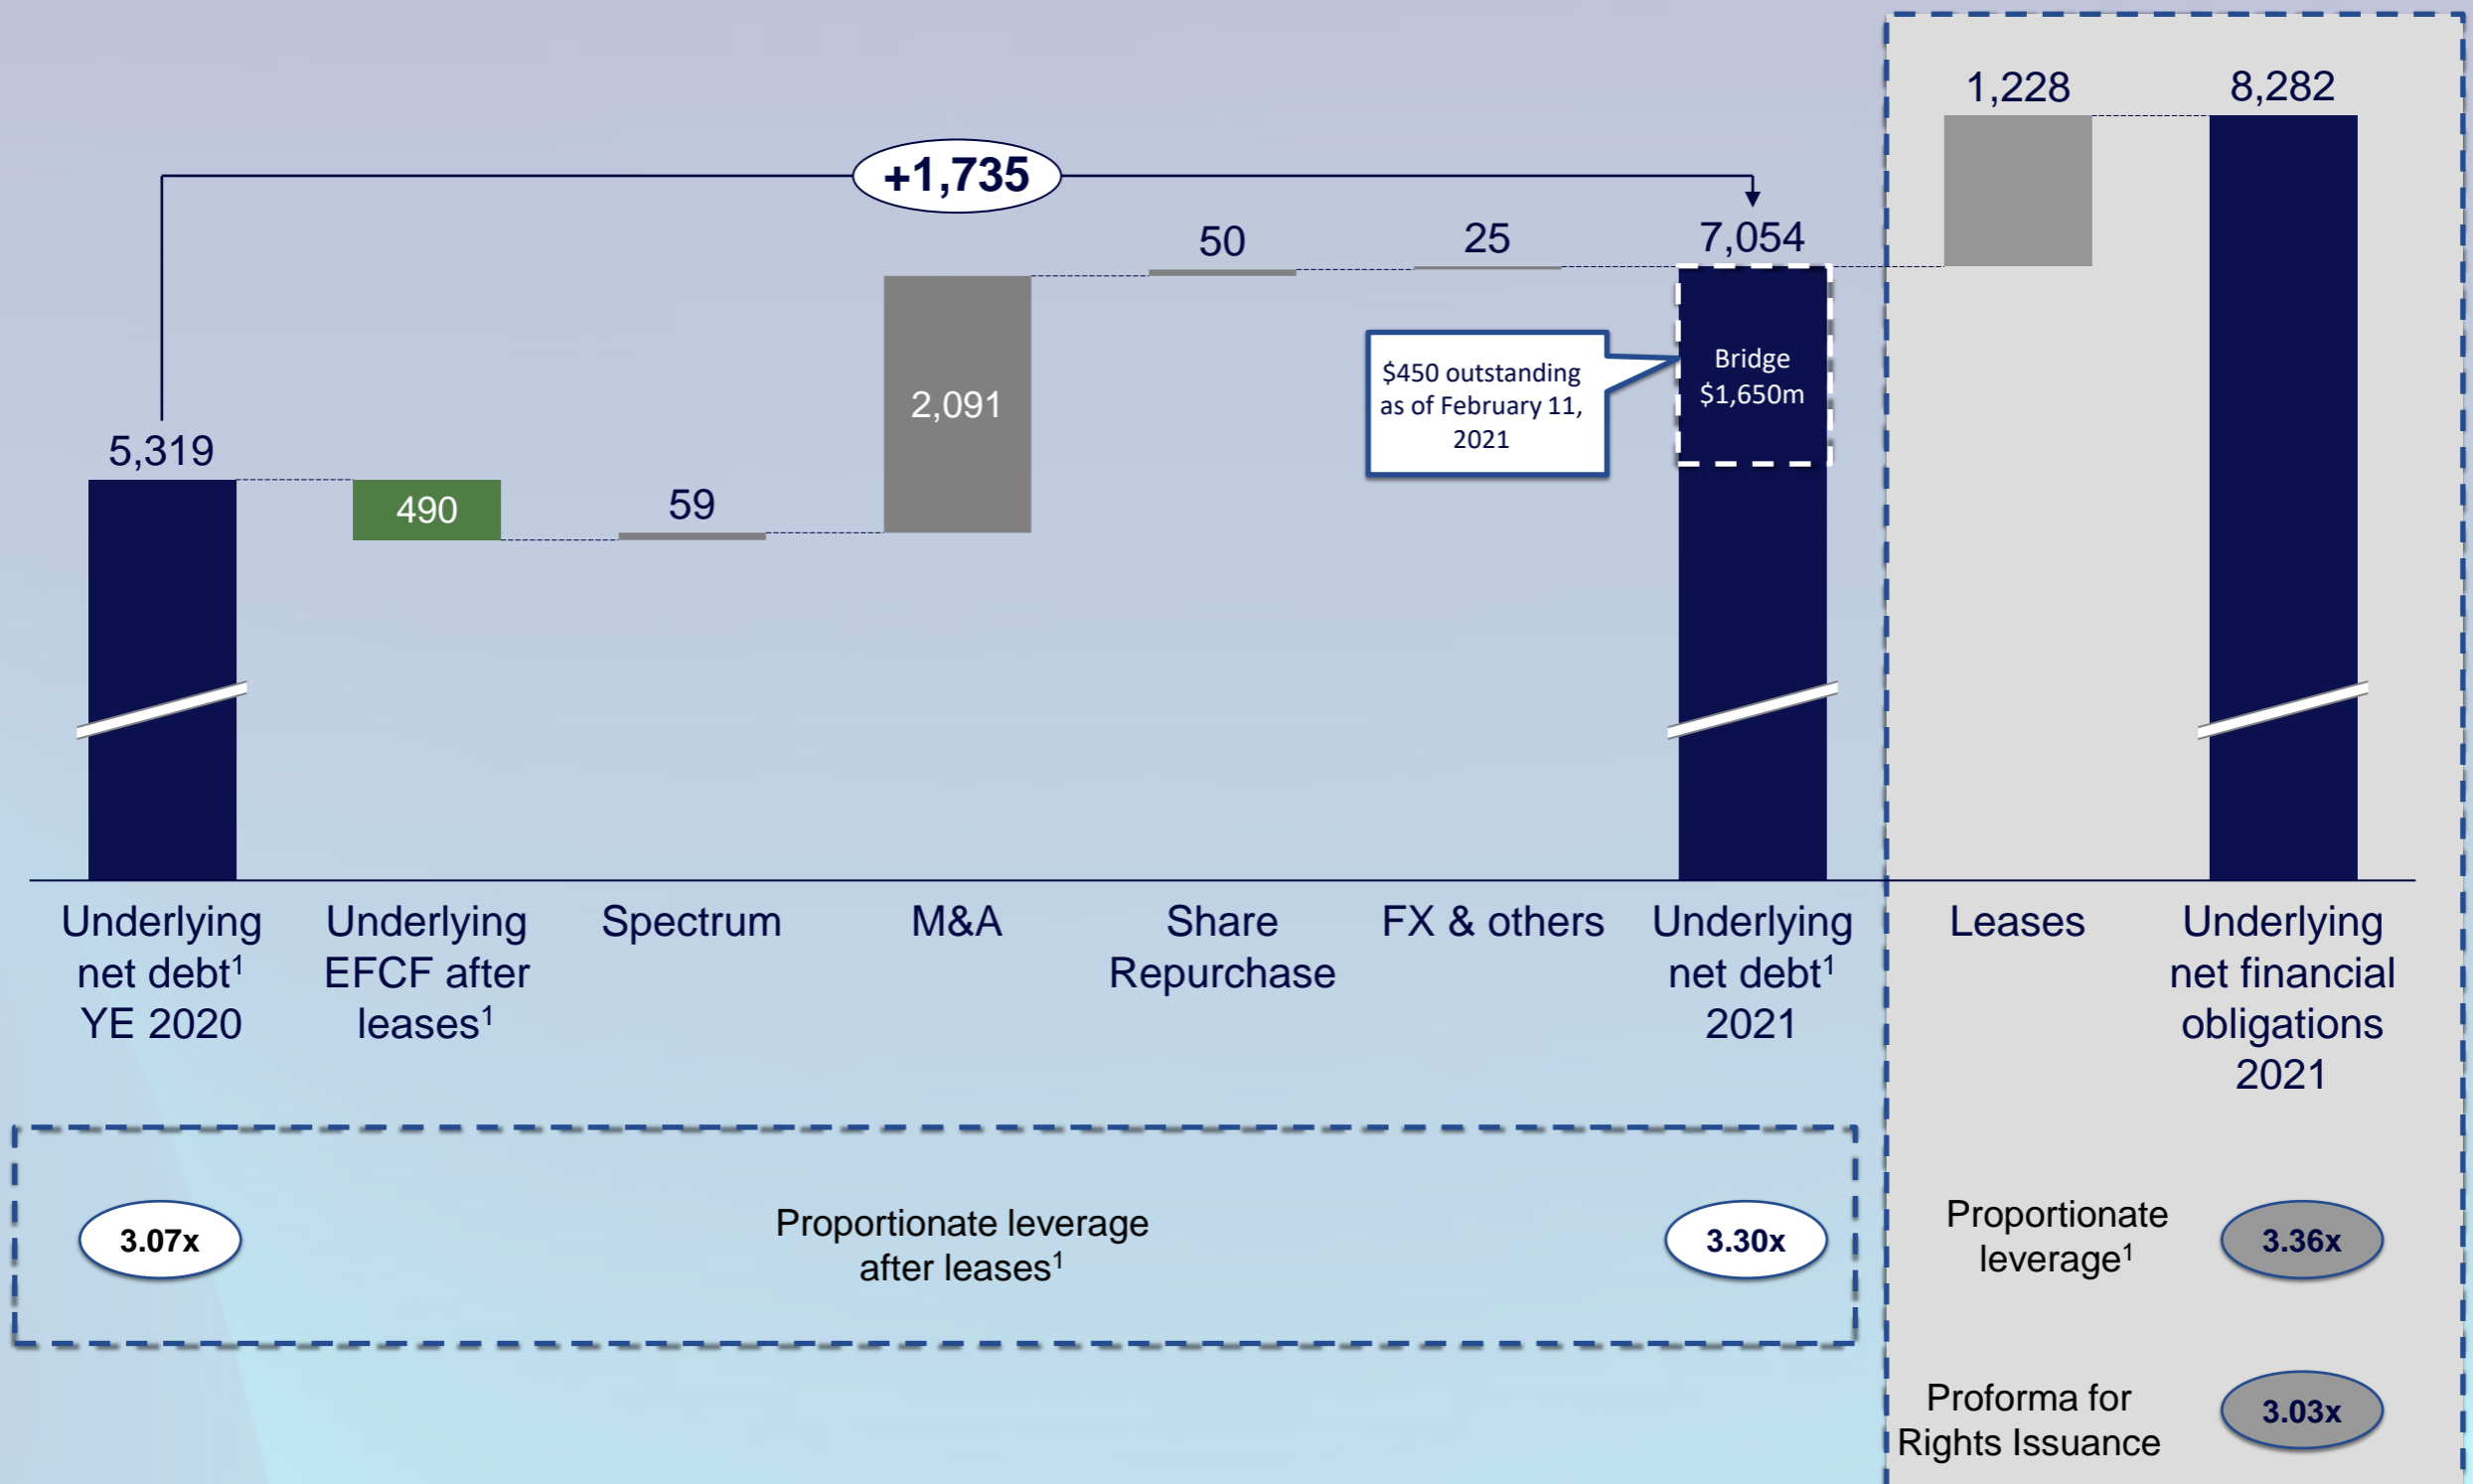 1,228
8,282
+1,735
50
25
7,054
$450 outstanding
as of February 11,
2021
Bridge
$1,650m
2,091
5,319
490
59
Underlying
net debt¹
YE 2020
Underlying
EFCF after
leases¹
Spectrum
M&A
Share
Repurchase
FX & others
Underlying
net debt¹
2021
Leases
Underlying
net financial
obligations
2021
3.07x
Proportionate leverage
after leases¹
3.30x
Proportionate
leverage¹
3.36x
Proforma for
Rights Issuance
3.03x